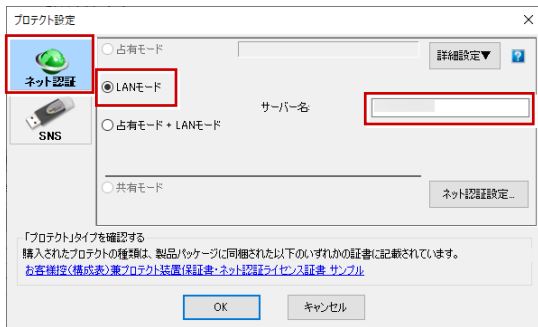 プロテクト設定
ネット認証
SNS
占有モード
詳細設定▼
LANモード
サーバー名:
占有モード + LANモード
共有モード
ネット認証設定...
「プロテクト」タイプを確認する
購入されたプロテクトの種類は、製品パッケージに同梱された以下のいずれかの証書に記載されています。
お客様控(構成表)兼プロテクト装置保証書・ネット認証ライセンス証書 サンプル
OK
キャンセル